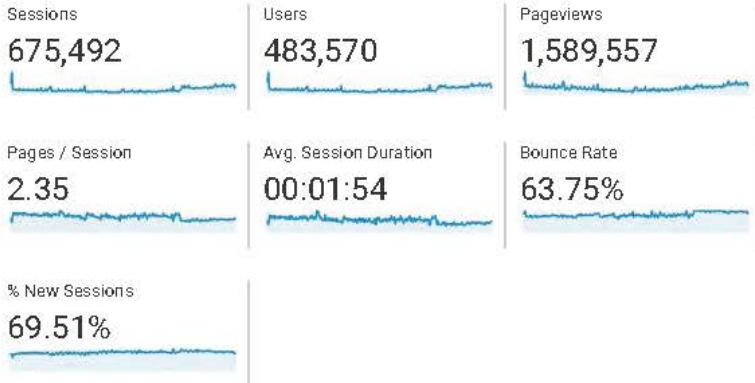 Sessions
675,492
Users
483,570
Pageviews
1,589,557
Pages / Session
2.35
Avg. Session Duration
00:01:54
Bounce Rate
63.75%
% New Sessions
69.51%